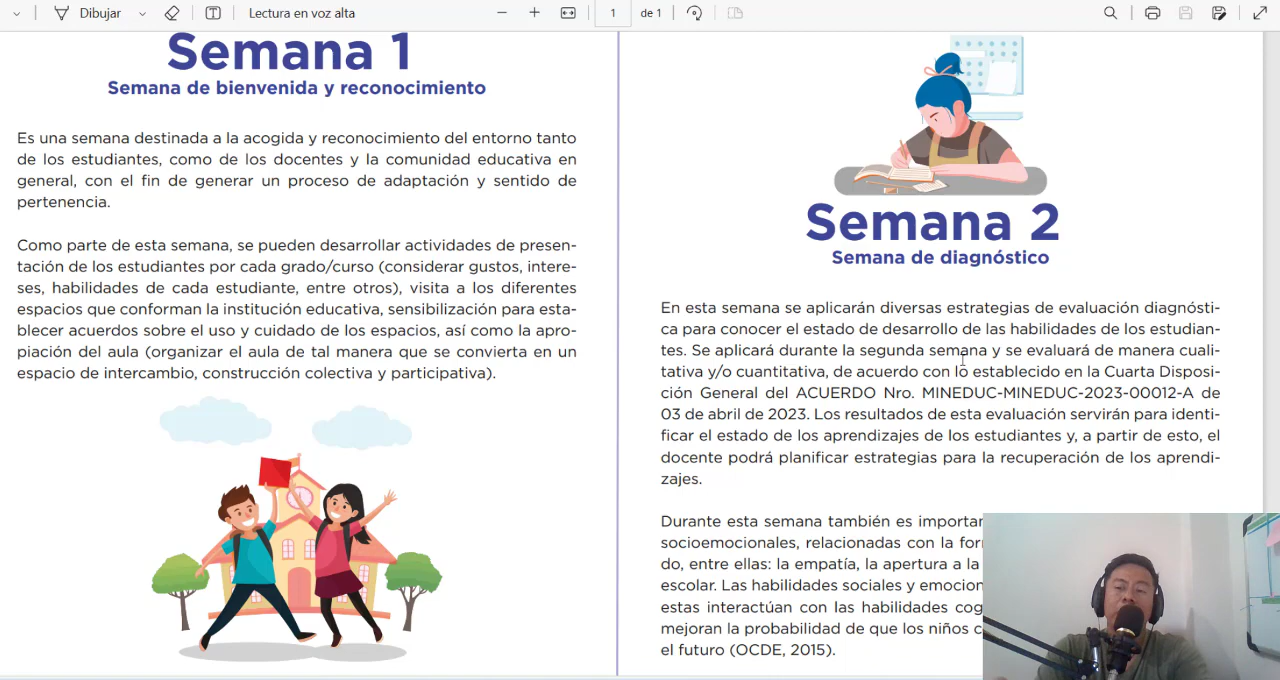 Dibujar
Lectura en voz alta
1
de 1
Semana 1
Semana de bienvenida y reconocimiento
Es una semana destinada a la acogida y reconocimiento del entorno tanto
de los estudiantes, como de los docentes y la comunidad educativa en
general, con el fin de generar un proceso de adaptación y sentido de
pertenencia.
Como parte de esta semana, se pueden desarrollar actividades de presen-
tación de los estudiantes por cada grado/curso (considerar gustos, intere-
ses, habilidades de cada estudiante, entre otros), visita a los diferentes
espacios que conforman la institución educativa, sensibilización para esta-
blecer acuerdos sobre el uso y cuidado de los espacios, así como la apro-
piación del aula (organizar el aula de tal manera que se convierta en un
espacio de intercambio, construcción colectiva y participativa).
Semana 2
Semana de diagnóstico
En esta semana se aplicarán diversas estrategias de evaluación diagnósti-
ca para conocer el estado de desarrollo de las habilidades de los estudian-
tes. Se aplicará durante la segunda semana y se evaluará de manera cuali-
tativa y/o cuantitativa, de acuerdo con lo establecido en la Cuarta Disposi-
ción General del ACUERDO Nro. MINEDUC-MINEDUC-2023-00012-A de
03 de abril de 2023. Los resultados de esta evaluación servirán para identi-
ficar el estado de los aprendizajes de los estudiantes y, a partir de esto, el
docente podrá planificar estrategias para la recuperación de los aprendi-
zajes.
Durante esta semana también es
socioemocionales, relacionadas con la
do, entre ellas: la empatía, la apertura a la
escolar. Las habilidades sociales y
estas interactúan con las habilidades
mejoran la probabilidad de que los niños
el futuro (OCDE, 2015).